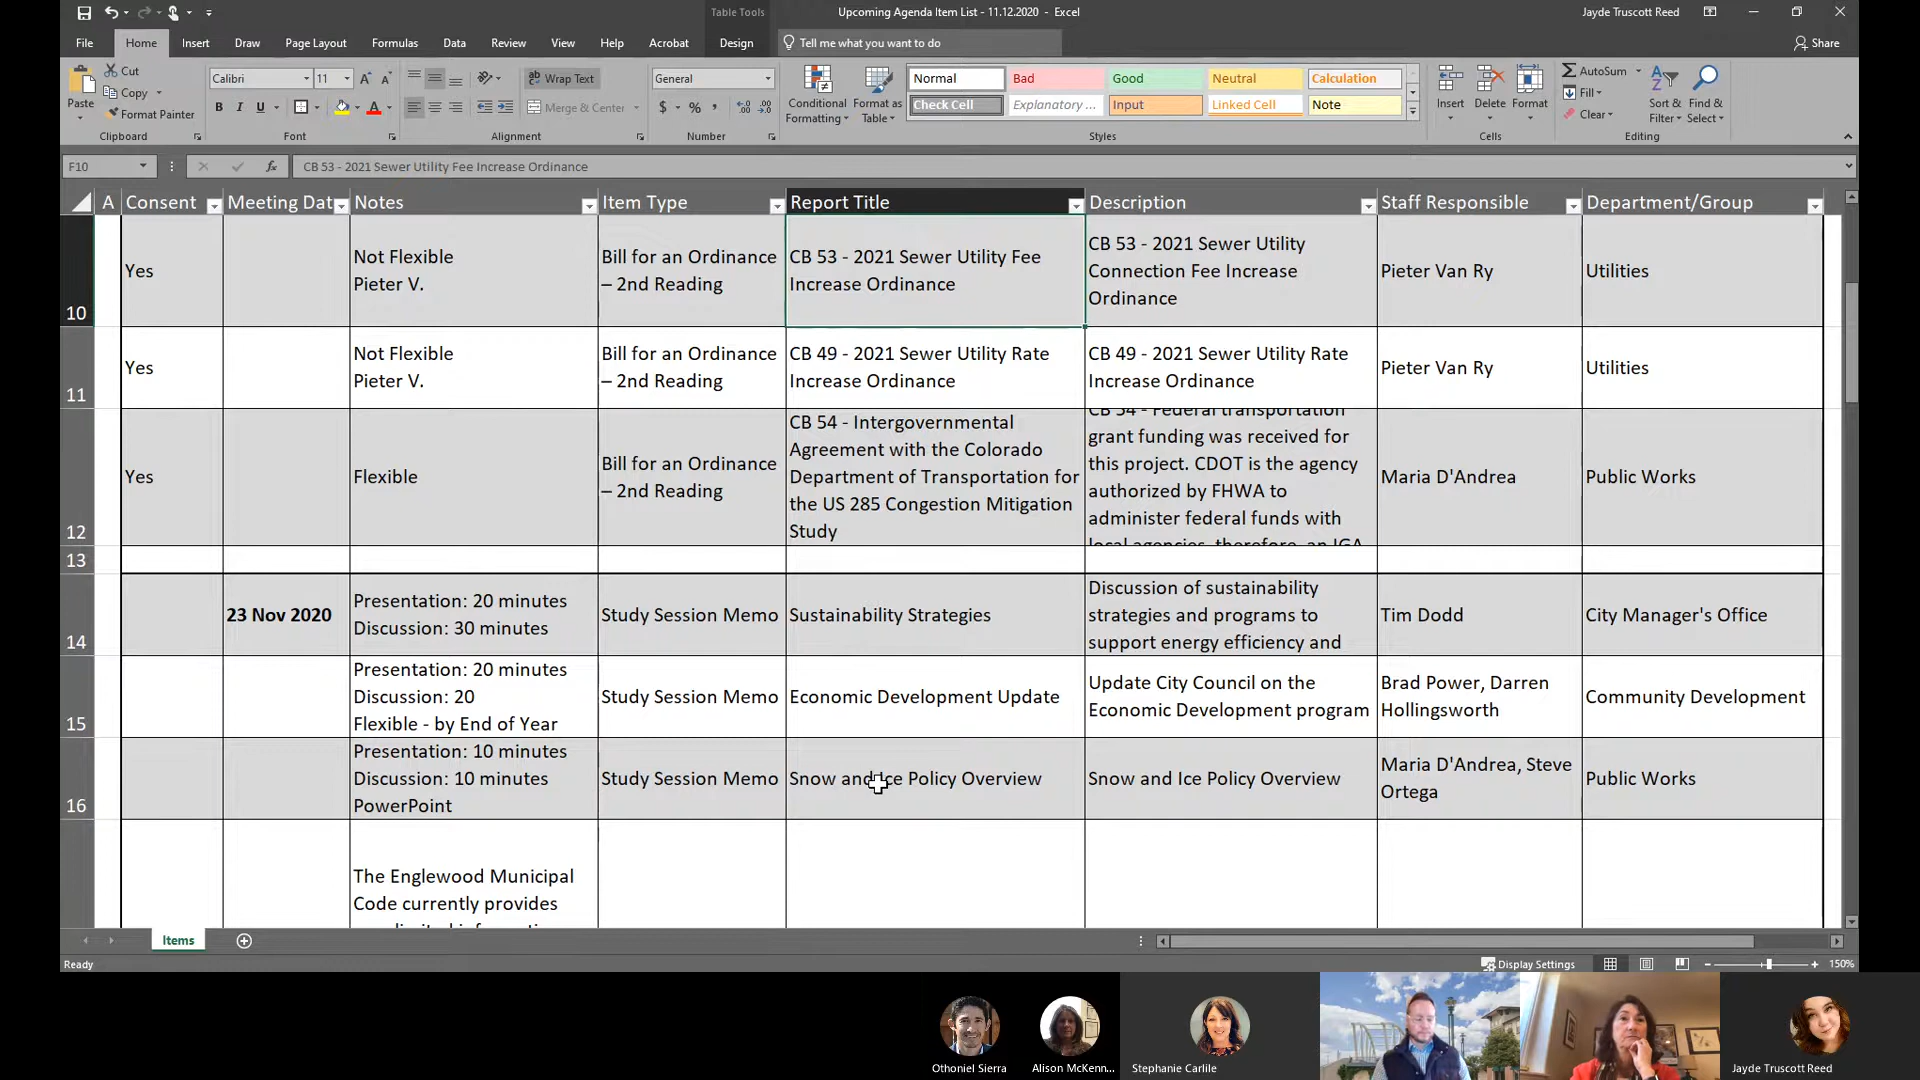 Table Tools
Upcoming Agenda Item List - 11.12.2020 - Excel
Jayde Truscott Reed
File
Home
Insert
Draw
Page Layout
Formulas
Data
Review
View
Help
Acrobat
Design
Tell me what you want to do
Share
Paste
Cut
Copy
Format Painter
Clipboard
Calibri
11
B I U
Font
Wrap Text
Merge & Center
Alignment
General
$ % ,
Number
Conditional Formatting
Format as Table
Normal
Bad
Good
Neutral
Calculation
Check Cell
Explanatory ...
Input
Linked Cell
Note
Styles
Insert
Delete
Format
Cells
AutoSum
Fill
Clear
Sort & Filter
Find & Select
Editing
F10
fx
CB 53 - 2021 Sewer Utility Fee Increase Ordinance
A
Consent
Meeting Dat
Notes
Item Type
Report Title
Description
Staff Responsible
Department/Group
10
Yes
Not Flexible
Pieter V.
Bill for an Ordinance
– 2nd Reading
CB 53 - 2021 Sewer Utility Fee
Increase Ordinance
CB 53 - 2021 Sewer Utility
Connection Fee Increase
Ordinance
Pieter Van Ry
Utilities
11
Yes
Not Flexible
Pieter V.
Bill for an Ordinance
– 2nd Reading
CB 49 - 2021 Sewer Utility Rate
Increase Ordinance
CB 49 - 2021 Sewer Utility Rate
Increase Ordinance
Pieter Van Ry
Utilities
12
Yes
Flexible
Bill for an Ordinance
– 2nd Reading
CB 54 - Intergovernmental
Agreement with the Colorado
Department of Transportation for
the US 285 Congestion Mitigation
Study
CB 54 - Federal transportation
grant funding was received for
this project. CDOT is the agency
authorized by FHWA to
administer federal funds with
local agencies, therefore, an IGA
Maria D'Andrea
Public Works
13
14
23 Nov 2020
Presentation: 20 minutes
Discussion: 30 minutes
Study Session Memo
Sustainability Strategies
Discussion of sustainability
strategies and programs to
support energy efficiency and
Tim Dodd
City Manager's Office
15
Presentation: 20 minutes
Discussion: 20
Flexible - by End of Year
Study Session Memo
Economic Development Update
Update City Council on the
Economic Development program
Brad Power, Darren
Hollingsworth
Community Development
16
Presentation: 10 minutes
Discussion: 10 minutes
PowerPoint
Study Session Memo
Snow and Ice Policy Overview
Snow and Ice Policy Overview
Maria D'Andrea, Steve
Ortega
Public Works
The Englewood Municipal
Code currently provides
Items
Ready
Display Settings
150%
Othoniel Sierra
Alison McKenn...
Stephanie Carlile
Jayde Truscott Reed